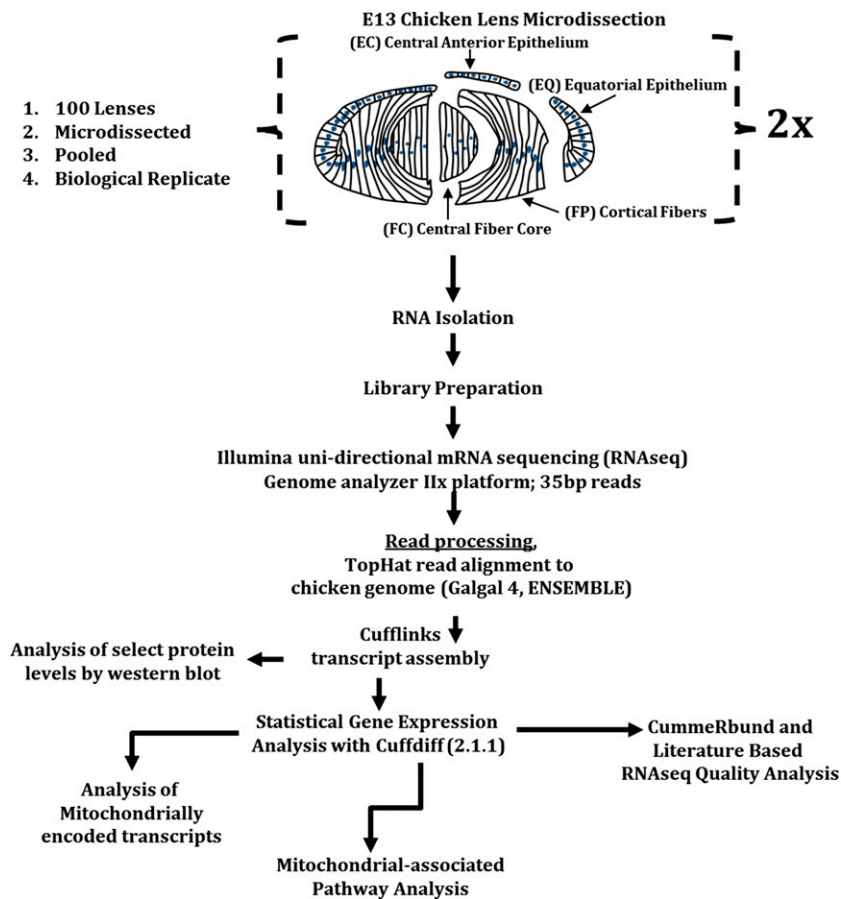 E13 Chicken Lens Microdissection
(EC) Central Anterior Epithelium
(EQ) Equatorial Epithelium
1. 100 Lenses
2. Microdissected
3. Pooled
4. Biological Replicate
2x
(FP) Cortical Fibers
(FC) Central Fiber Core
RNA Isolation
Library Preparation
Illumina uni-directional mRNA sequencing (RNAseq)
Genome analyzer IIx platform; 35bp reads
Read processing,
TopHat read alignment to
chicken genome (Galgal 4, ENSEMBLE)
Cufflinks
transcript assembly
Analysis of select protein
levels by western blot
Statistical Gene Expression
Analysis with Cuffdiff (2.1.1)
CummeRbund and
Literature Based
RNAseq Quality Analysis
Analysis of
Mitochondrially
encoded transcripts
Mitochondrial-associated
Pathway Analysis